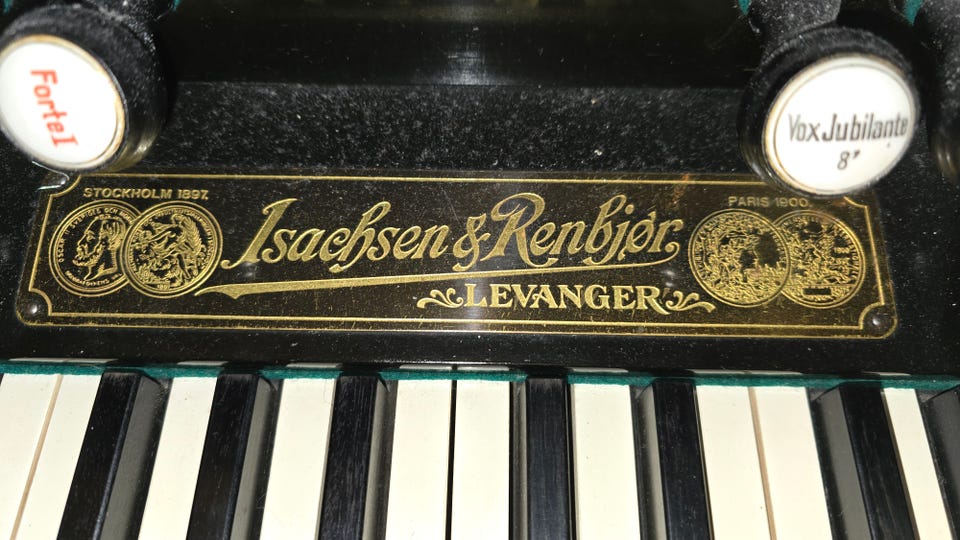 Forte I
Vox Jubilante
8'
STOCKHOLM 1897.
PARIS 1900.
Isachsen & Renbjør.
LEVANGER